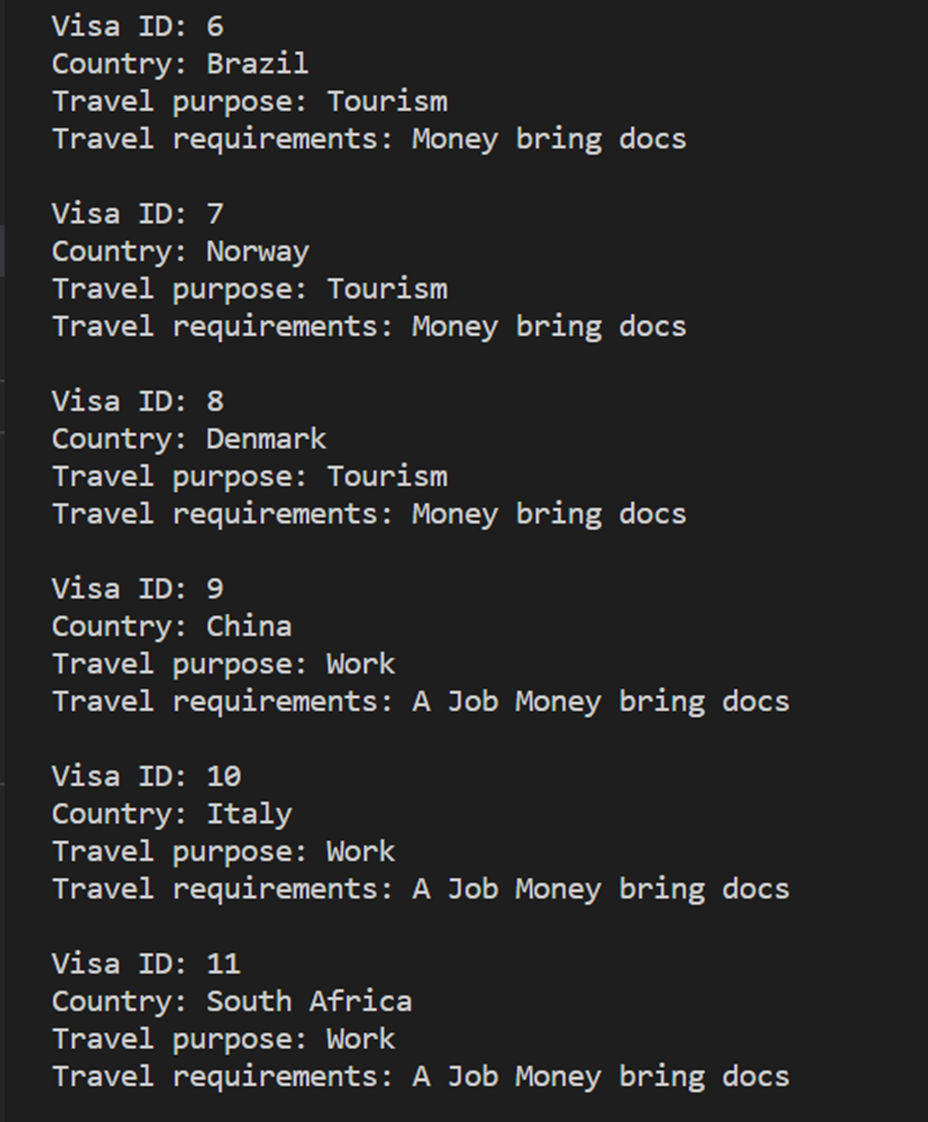 Visa ID: 6
Country: Brazil
Travel purpose: Tourism
Travel requirements: Money bring docs
Visa ID: 7
Country: Norway
Travel purpose: Tourism
Travel requirements: Money bring docs
Visa ID: 8
Country: Denmark
Travel purpose: Tourism
Travel requirements: Money bring docs
Visa ID: 9
Country: China
Travel purpose: Work
Travel requirements: A Job Money bring docs
Visa ID: 10
Country: Italy
Travel purpose: Work
Travel requirements: A Job Money bring docs
Visa ID: 11
Country: South Africa
Travel purpose: Work
Travel requirements: A Job Money bring docs